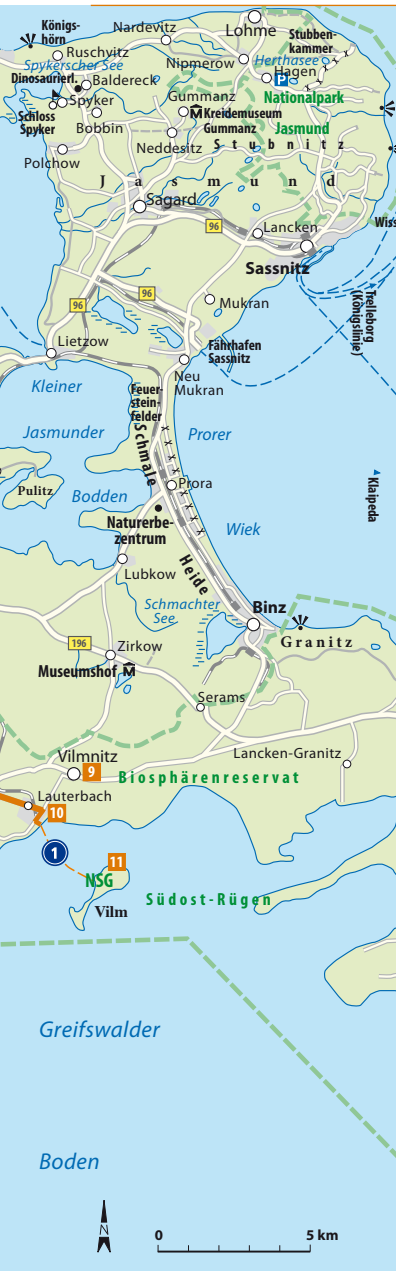 Königs-
hörn
Nardevitz
Lohme
Stubben-
kammer
Ruschvitz
Spykerscher See
Nipmerow
Herthasee
Hagen
P
Dinosaurierl.
Baldereck
Nationalpark
Spyker
Gummanz
Schloss
Spyker
Bobbin
Kreidemuseum
Gummanz
Jasmund
Neddesitz
Stubnitz
Polchow
Jasmund
Sagard
96
Lancken
Wiss
Sassnitz
96
96
Mukran
Trelleborg
(Königslinie)
Lietzow
Fährhafen
Sassnitz
Neu
Mukran
Kleiner
Feuer-
stein-
felder
Jasmunder
Schmale
Prorer
Pulitz
Bodden
Prora
Klaipeda
Naturerbe-
zentrum
Wiek
Heide
Lubkow
Schmachter
See
Binz
196
Zirkow
Granitz
Museumshof
Serams
Vilmnitz
9
Lancken-Granitz
Biosphärenreservat
Lauterbach
10
1
11
NSG
Südost-Rügen
Vilm
Greifswalder
Boden
N
0 5 km